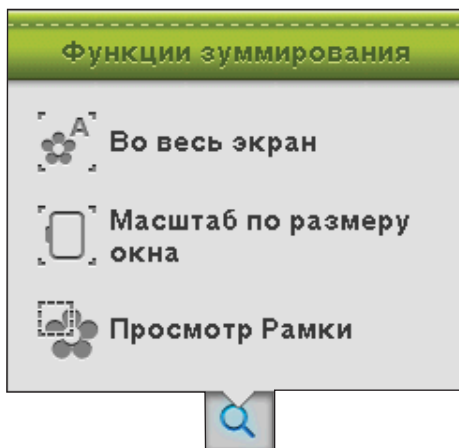 Функции зуммирования
A
Во весь экран
Масштаб по размеру
окна
Просмотр Рамки